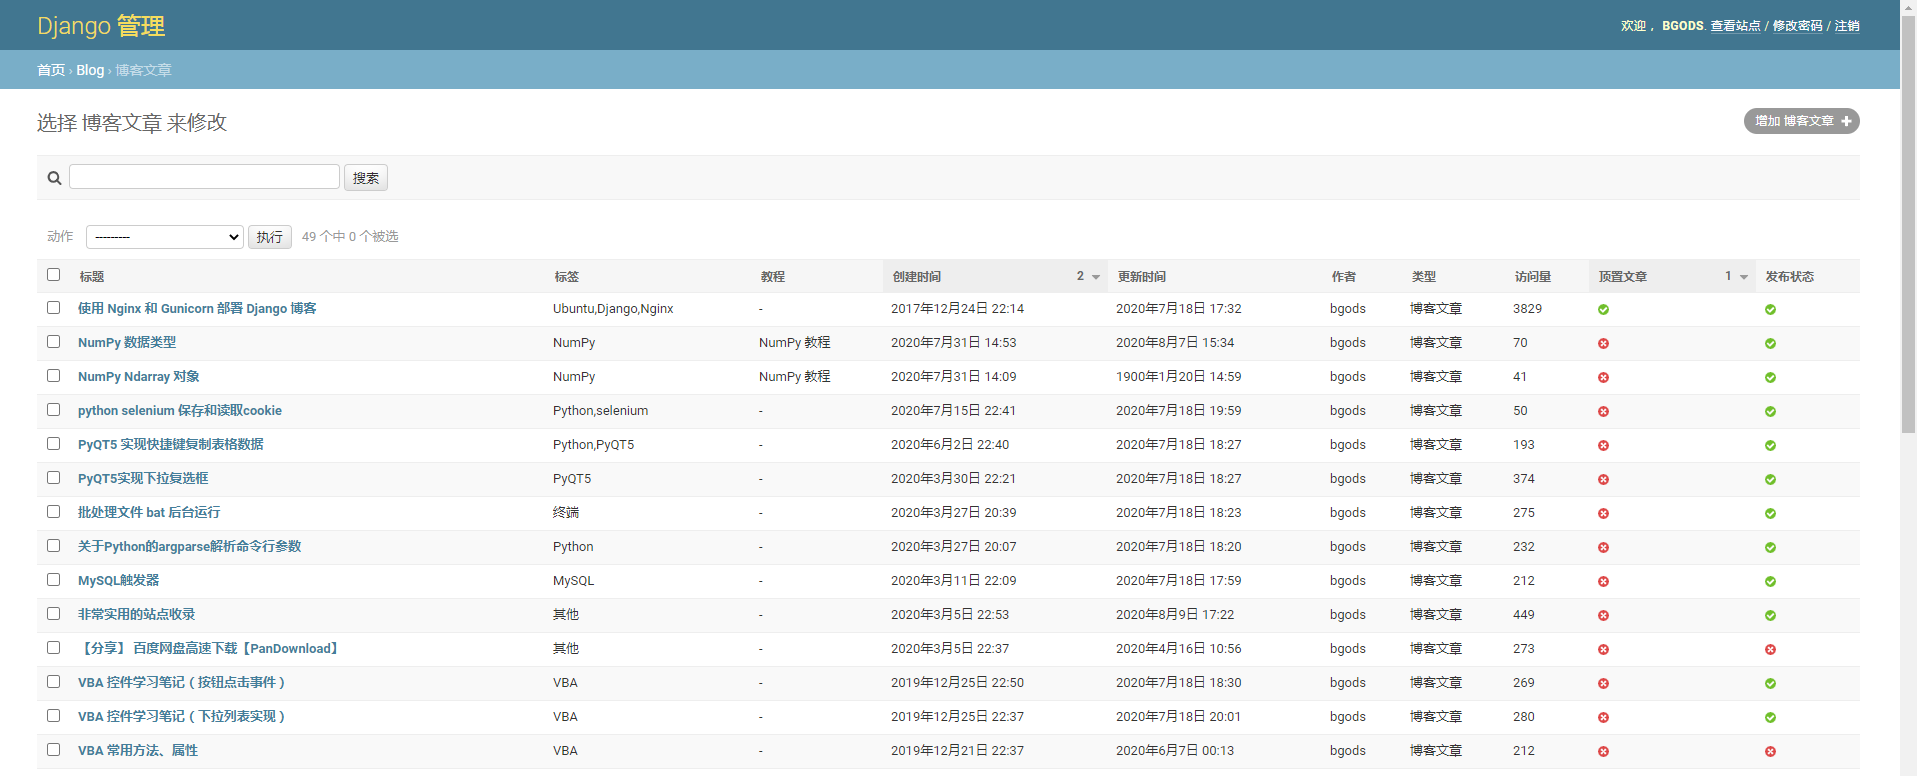 Django 管理
欢迎， BGODS. 查看站点 / 修改密码 / 注销
首页 › Blog › 博客文章
选择 博客文章 来修改
增加 博客文章
搜索
动作 --------- 执行 49 个中 0 个被选
标题 标签 教程 创建时间 2 更新时间 作者 类型 访问量 顶置文章 1 发布状态
使用 Nginx 和 Gunicorn 部署 Django 博客 Ubuntu,Django,Nginx - 2017年12月24日 22:14 2020年7月18日 17:32 bgods 博客文章 3829
NumPy 数据类型 NumPy NumPy 教程 2020年7月31日 14:53 2020年8月7日 15:34 bgods 博客文章 70
NumPy Ndarray 对象 NumPy NumPy 教程 2020年7月31日 14:09 1900年1月20日 14:59 bgods 博客文章 41
python selenium 保存和读取cookie Python,selenium - 2020年7月15日 22:41 2020年7月18日 19:59 bgods 博客文章 50
PyQT5 实现快捷键复制表格数据 Python,PyQT5 - 2020年6月2日 22:40 2020年7月18日 18:27 bgods 博客文章 193
PyQT5实现下拉复选框 PyQT5 - 2020年3月30日 22:21 2020年7月18日 18:27 bgods 博客文章 374
批处理文件 bat 后台运行 终端 - 2020年3月27日 20:39 2020年7月18日 18:23 bgods 博客文章 275
关于Python的argparse解析命令行参数 Python - 2020年3月27日 20:07 2020年7月18日 18:20 bgods 博客文章 232
MySQL触发器 MySQL - 2020年3月11日 22:09 2020年7月18日 17:59 bgods 博客文章 212
非常实用的站点收录 其他 - 2020年3月5日 22:53 2020年8月9日 17:22 bgods 博客文章 449
【分享】 百度网盘高速下载【PanDownload】 其他 - 2020年3月5日 22:37 2020年4月16日 10:56 bgods 博客文章 273
VBA 控件学习笔记（按钮点击事件） VBA - 2019年12月25日 22:50 2020年7月18日 18:30 bgods 博客文章 269
VBA 控件学习笔记（下拉列表实现） VBA - 2019年12月25日 22:37 2020年7月18日 20:01 bgods 博客文章 280
VBA 常用方法、属性 VBA - 2019年12月21日 22:37 2020年6月7日 00:13 bgods 博客文章 212